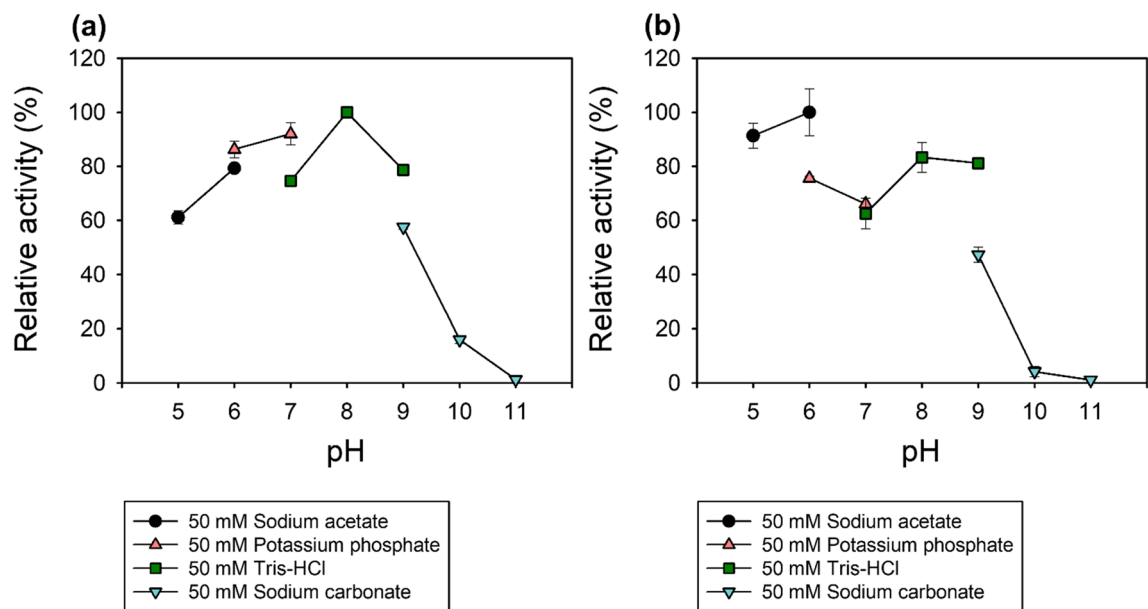 (a)
120
100
80
60
40
20
0
Relative activity (%)
5 6 7 8 9 10 11
pH
50 mM Sodium acetate
50 mM Potassium phosphate
50 mM Tris-HCl
50 mM Sodium carbonate
(b)
120
100
80
60
40
20
0
Relative activity (%)
5 6 7 8 9 10 11
pH
50 mM Sodium acetate
50 mM Potassium phosphate
50 mM Tris-HCl
50 mM Sodium carbonate